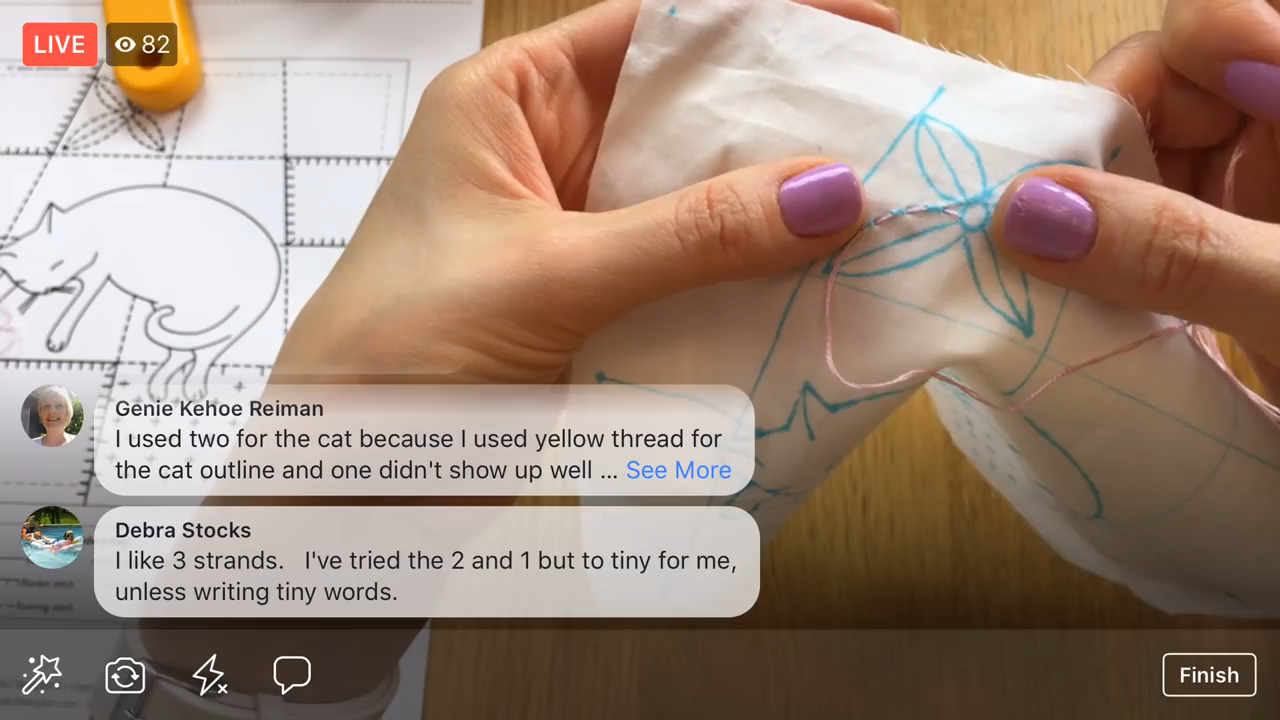 LIVE 82
Genie Kehoe Reiman
I used two for the cat because I used yellow thread for
the cat outline and one didn't show up well ... See More
Debra Stocks
I like 3 strands. I've tried the 2 and 1 but to tiny for me,
unless writing tiny words.
Finish